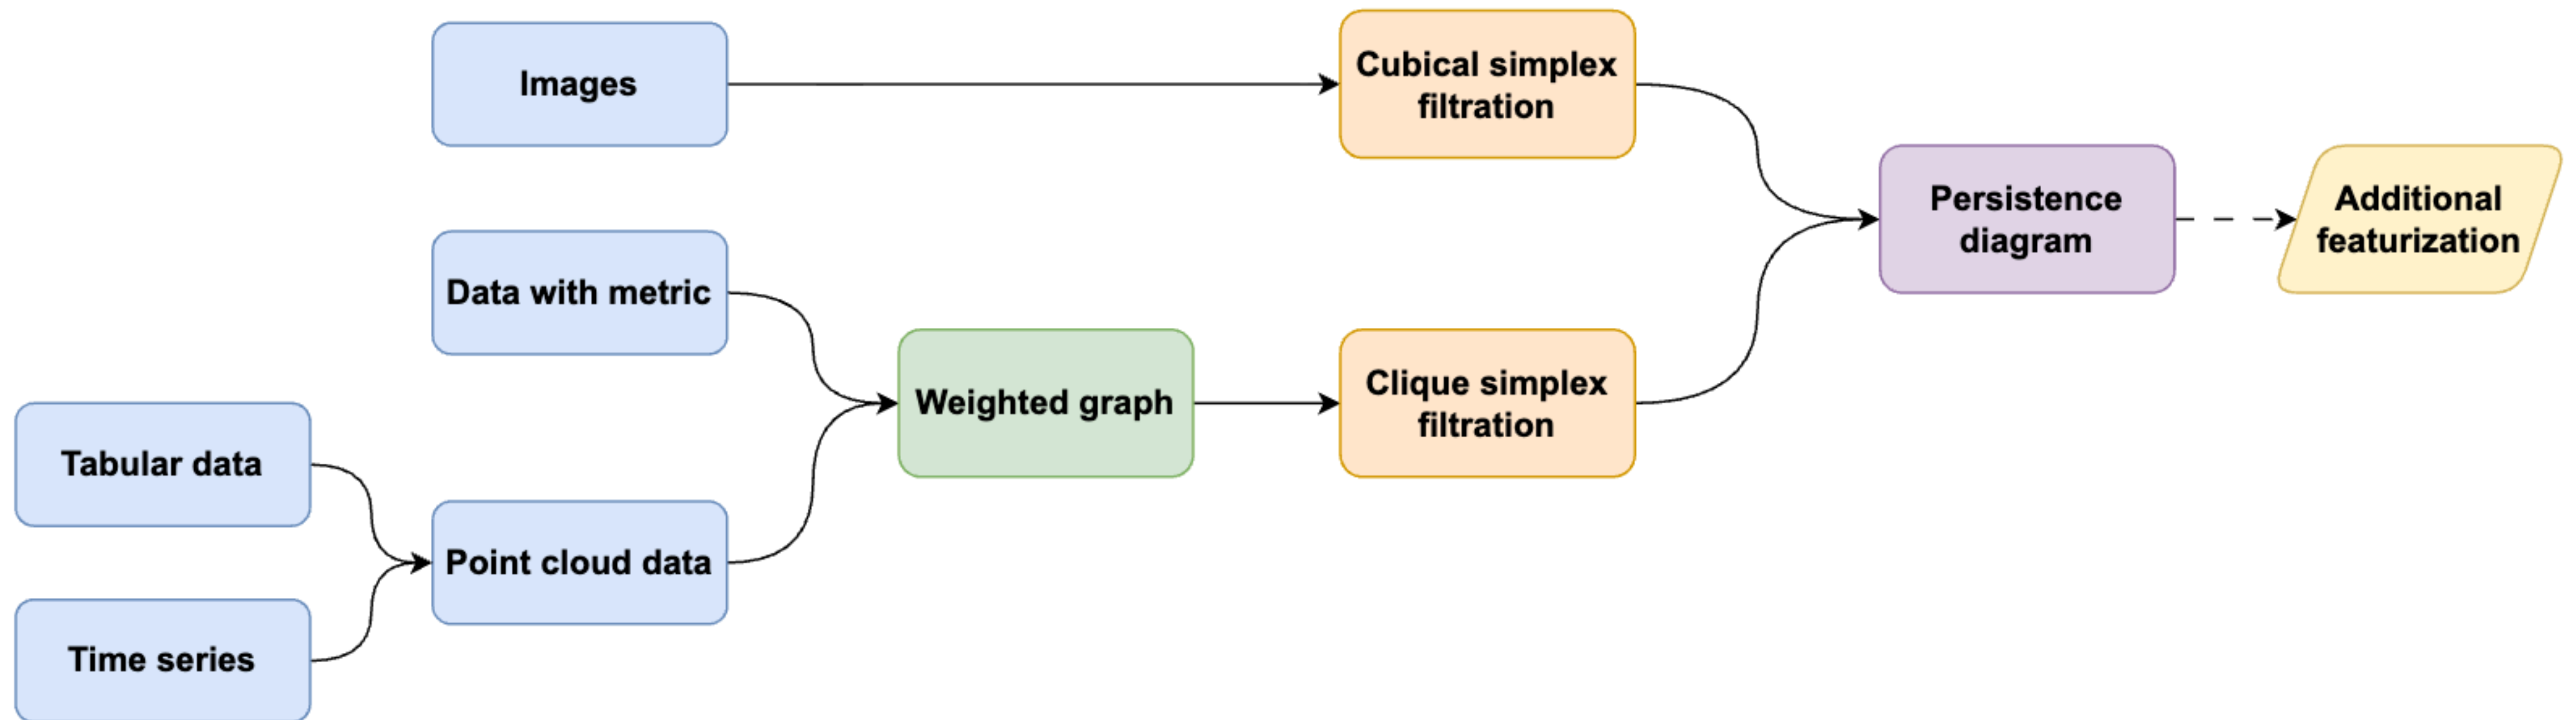 Images
Cubical simplex
filtration
Persistence
diagram
Additional
featurization
Data with metric
Weighted graph
Clique simplex
filtration
Tabular data
Point cloud data
Time series